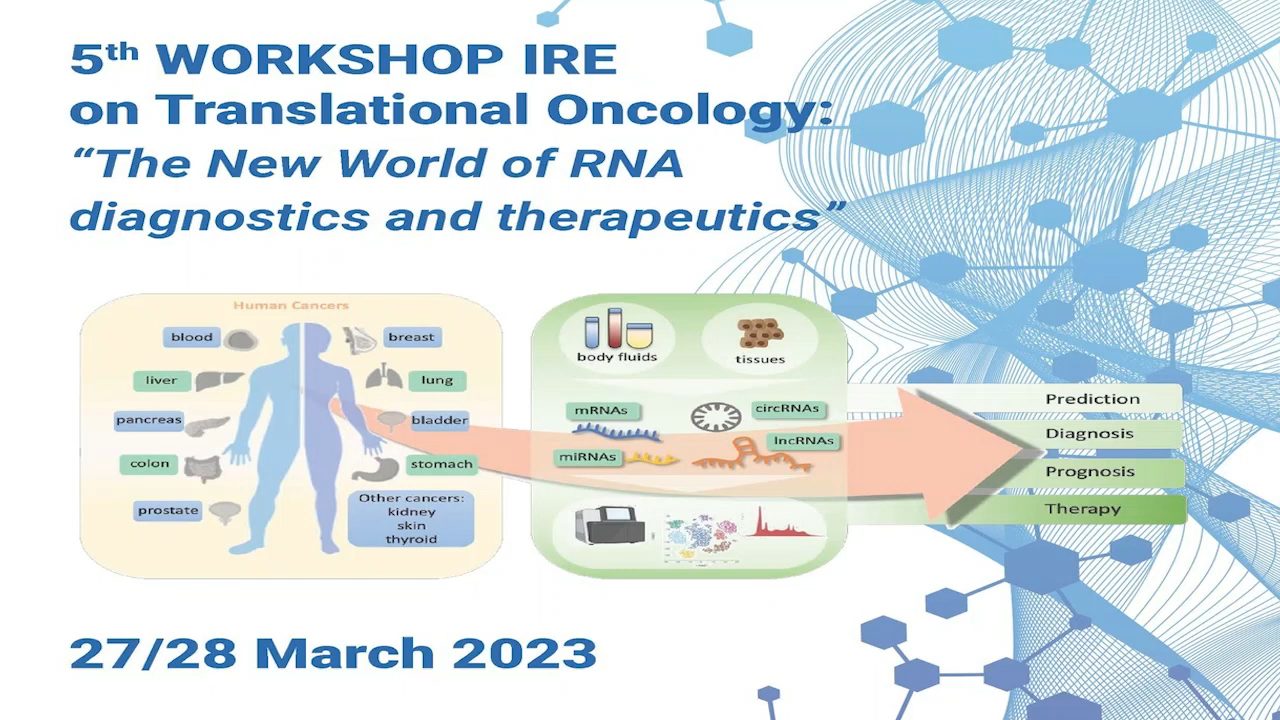 5th WORKSHOP IRE
on Translational Oncology:
“The New World of RNA
diagnostics and therapeutics”
Human Cancers
blood
breast
liver
lung
pancreas
bladder
colon
stomach
prostate
Other cancers:
kidney
skin
thyroid
body fluids
tissues
mRNAs
circRNAs
miRNAs
lncRNAs
Prediction
Diagnosis
Prognosis
Therapy
27/28 March 2023